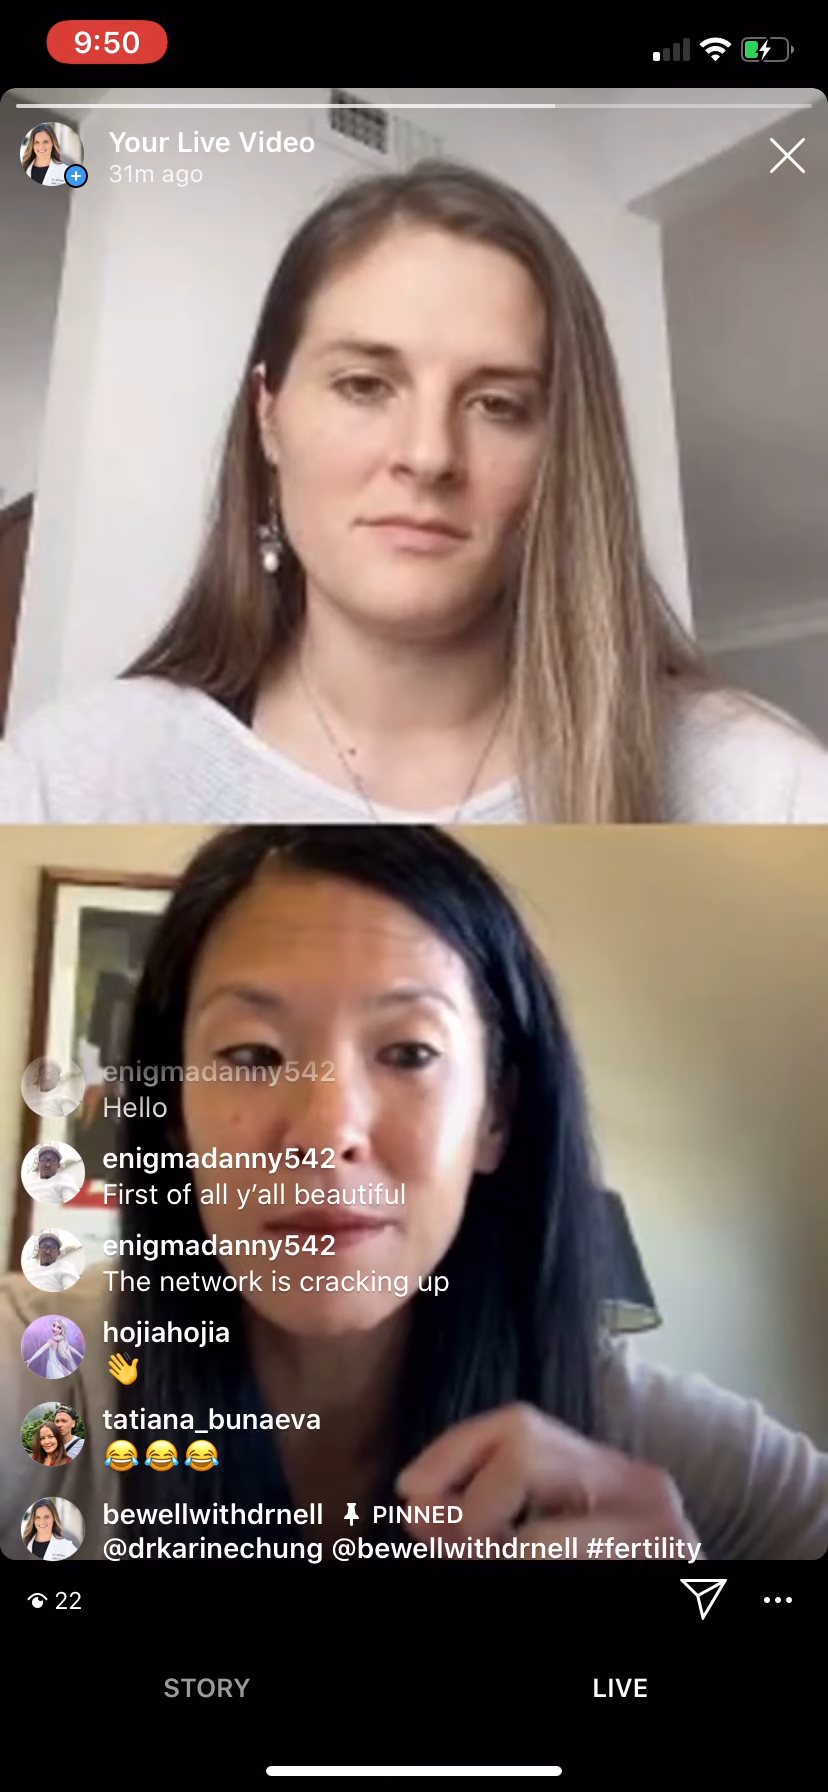 9:50
Your Live Video
31m ago
enigmadanny542
Hello
enigmadanny542
First of all y’all beautiful
enigmadanny542
The network is cracking up
hojiahojia
👋
tatiana_bunaeva
😂😂😂
bewellwithdrnell PINNED
@drkarinechung @bewellwithdrnell #fertility
22
STORY LIVE